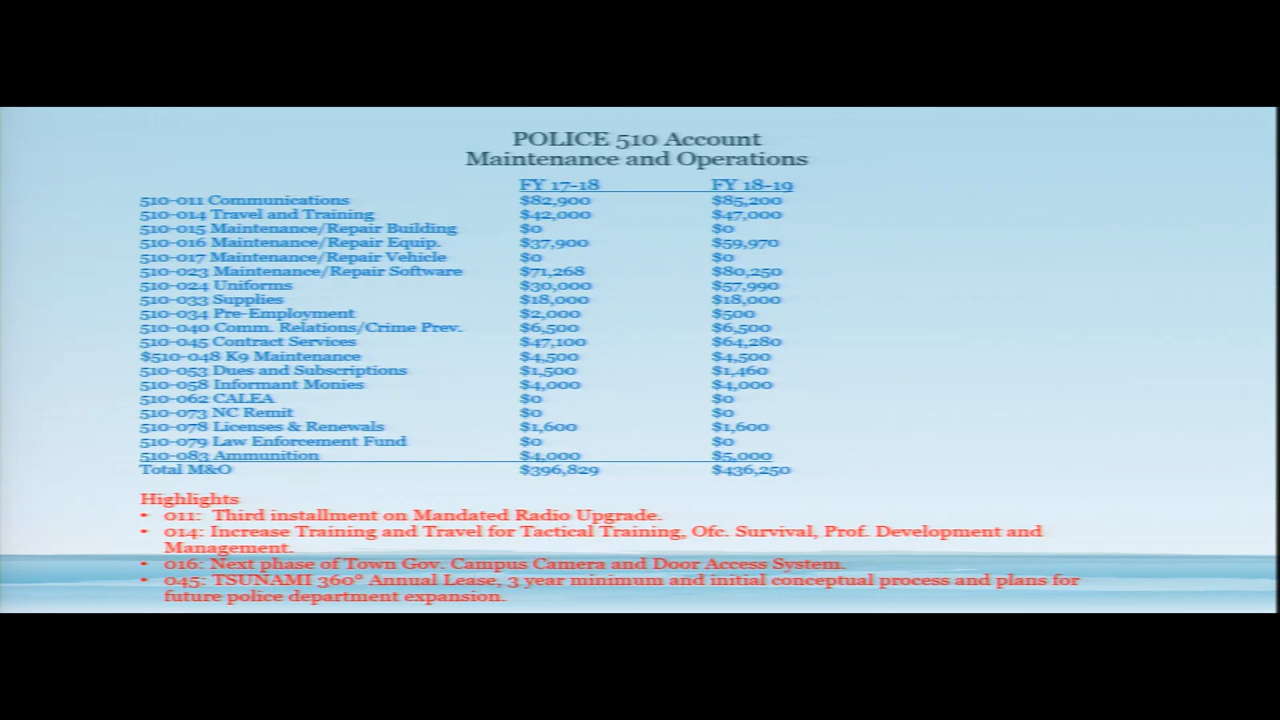 POLICE 510 Account
Maintenance and Operations
FY 17-18 FY 18-19
510-011 Communications $82,900 $85,200
510-014 Travel and Training $42,000 $47,000
510-015 Maintenance/Repair Building $0 $0
510-016 Maintenance/Repair Equip. $37,900 $59,970
510-017 Maintenance/Repair Vehicle $0 $0
510-023 Maintenance/Repair Software $71,268 $80,250
510-024 Uniforms $30,000 $57,990
510-033 Supplies $18,000 $18,000
510-034 Pre-Employment $2,000 $500
510-040 Comm. Relations/Crime Prev. $6,500 $6,500
510-045 Contract Services $47,100 $64,280
$510-048 K9 Maintenance $4,500 $4,500
510-053 Dues and Subscriptions $1,500 $1,460
510-058 Informant Monies $4,000 $4,000
510-062 CALEA $0 $0
510-073 NC Remit $0 $0
510-078 Licenses & Renewals $1,600 $1,600
510-079 Law Enforcement Fund $0 $0
510-083 Ammunition $4,000 $5,000
Total M&O $396,829 $436,250
Highlights
• 011: Third installment on Mandated Radio Upgrade.
• 014: Increase Training and Travel for Tactical Training, Ofc. Survival, Prof. Development and
Management.
• 016: Next phase of Town Gov. Campus Camera and Door Access System.
• 045: TSUNAMI 360° Annual Lease, 3 year minimum and initial conceptual process and plans for
future police department expansion.